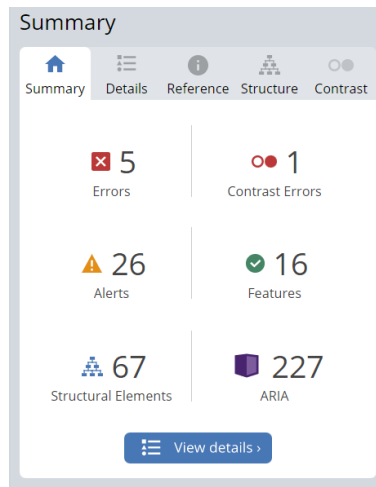 Summary
Summary Details Reference Structure Contrast
5 1
Errors Contrast Errors
26 16
Alerts Features
67 227
Structural Elements ARIA
View details ›